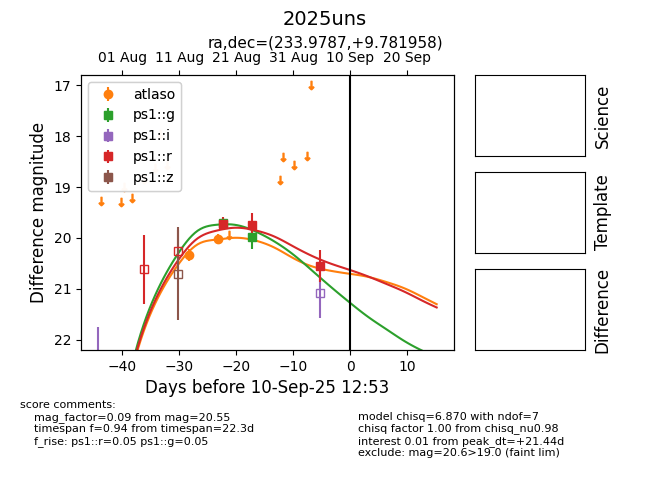 2025uns
ra,dec=(233.9787,+9.781958)
01 Aug 11 Aug 21 Aug 31 Aug 10 Sep 20 Sep
17
18
19
20
21
22
Difference magnitude
atlaso
ps1::g
ps1::i
ps1::r
ps1::z
−40 −30 −20 −10 0 10
Days before 10-Sep-25 12:53
Science
Template
Difference
score comments:
mag_factor=0.09 from mag=20.55
timespan f=0.94 from timespan=22.3d
f_rise: ps1::r=0.05 ps1::g=0.05
model chisq=6.870 with ndof=7
chisq factor 1.00 from chisq_nu0.98
interest 0.01 from peak_dt=+21.44d
exclude: mag=20.6>19.0 (faint lim)